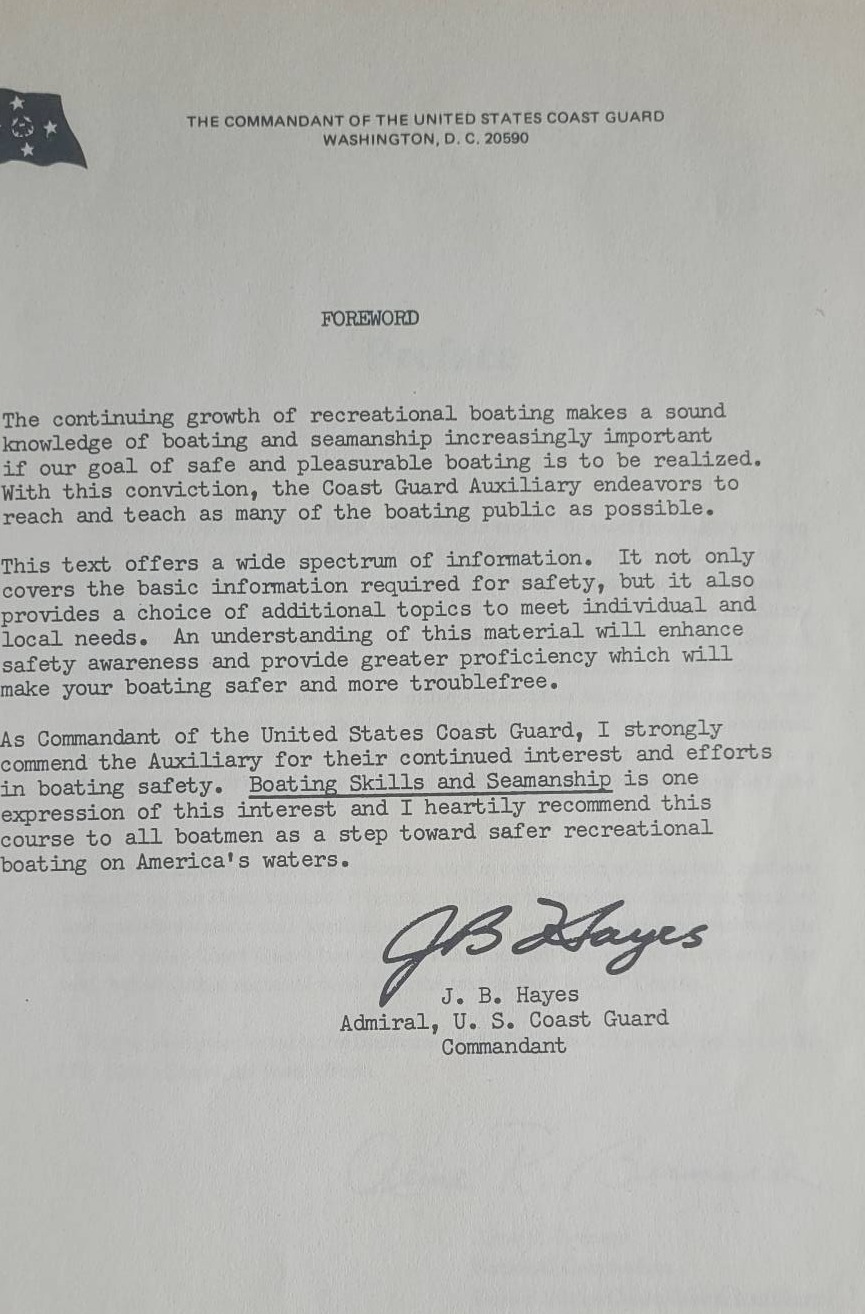 THE COMMANDANT OF THE UNITED STATES COAST GUARD
WASHINGTON, D. C. 20590
FOREWORD
The continuing growth of recreational boating makes a sound
knowledge of boating and seamanship increasingly important
if our goal of safe and pleasurable boating is to be realized.
With this conviction, the Coast Guard Auxiliary endeavors to
reach and teach as many of the boating public as possible.
This text offers a wide spectrum of information.  It not only
covers the basic information required for safety, but it also
provides a choice of additional topics to meet individual and
local needs.  An understanding of this material will enhance
safety awareness and provide greater proficiency which will
make your boating safer and more troublefree.
As Commandant of the United States Coast Guard, I strongly
commend the Auxiliary for their continued interest and efforts
in boating safety.  Boating Skills and Seamanship is one
expression of this interest and I heartily recommend this
course to all boatmen as a step toward safer recreational
boating on America's waters.
JB Hayes
J. B. Hayes
Admiral, U. S. Coast Guard
Commandant